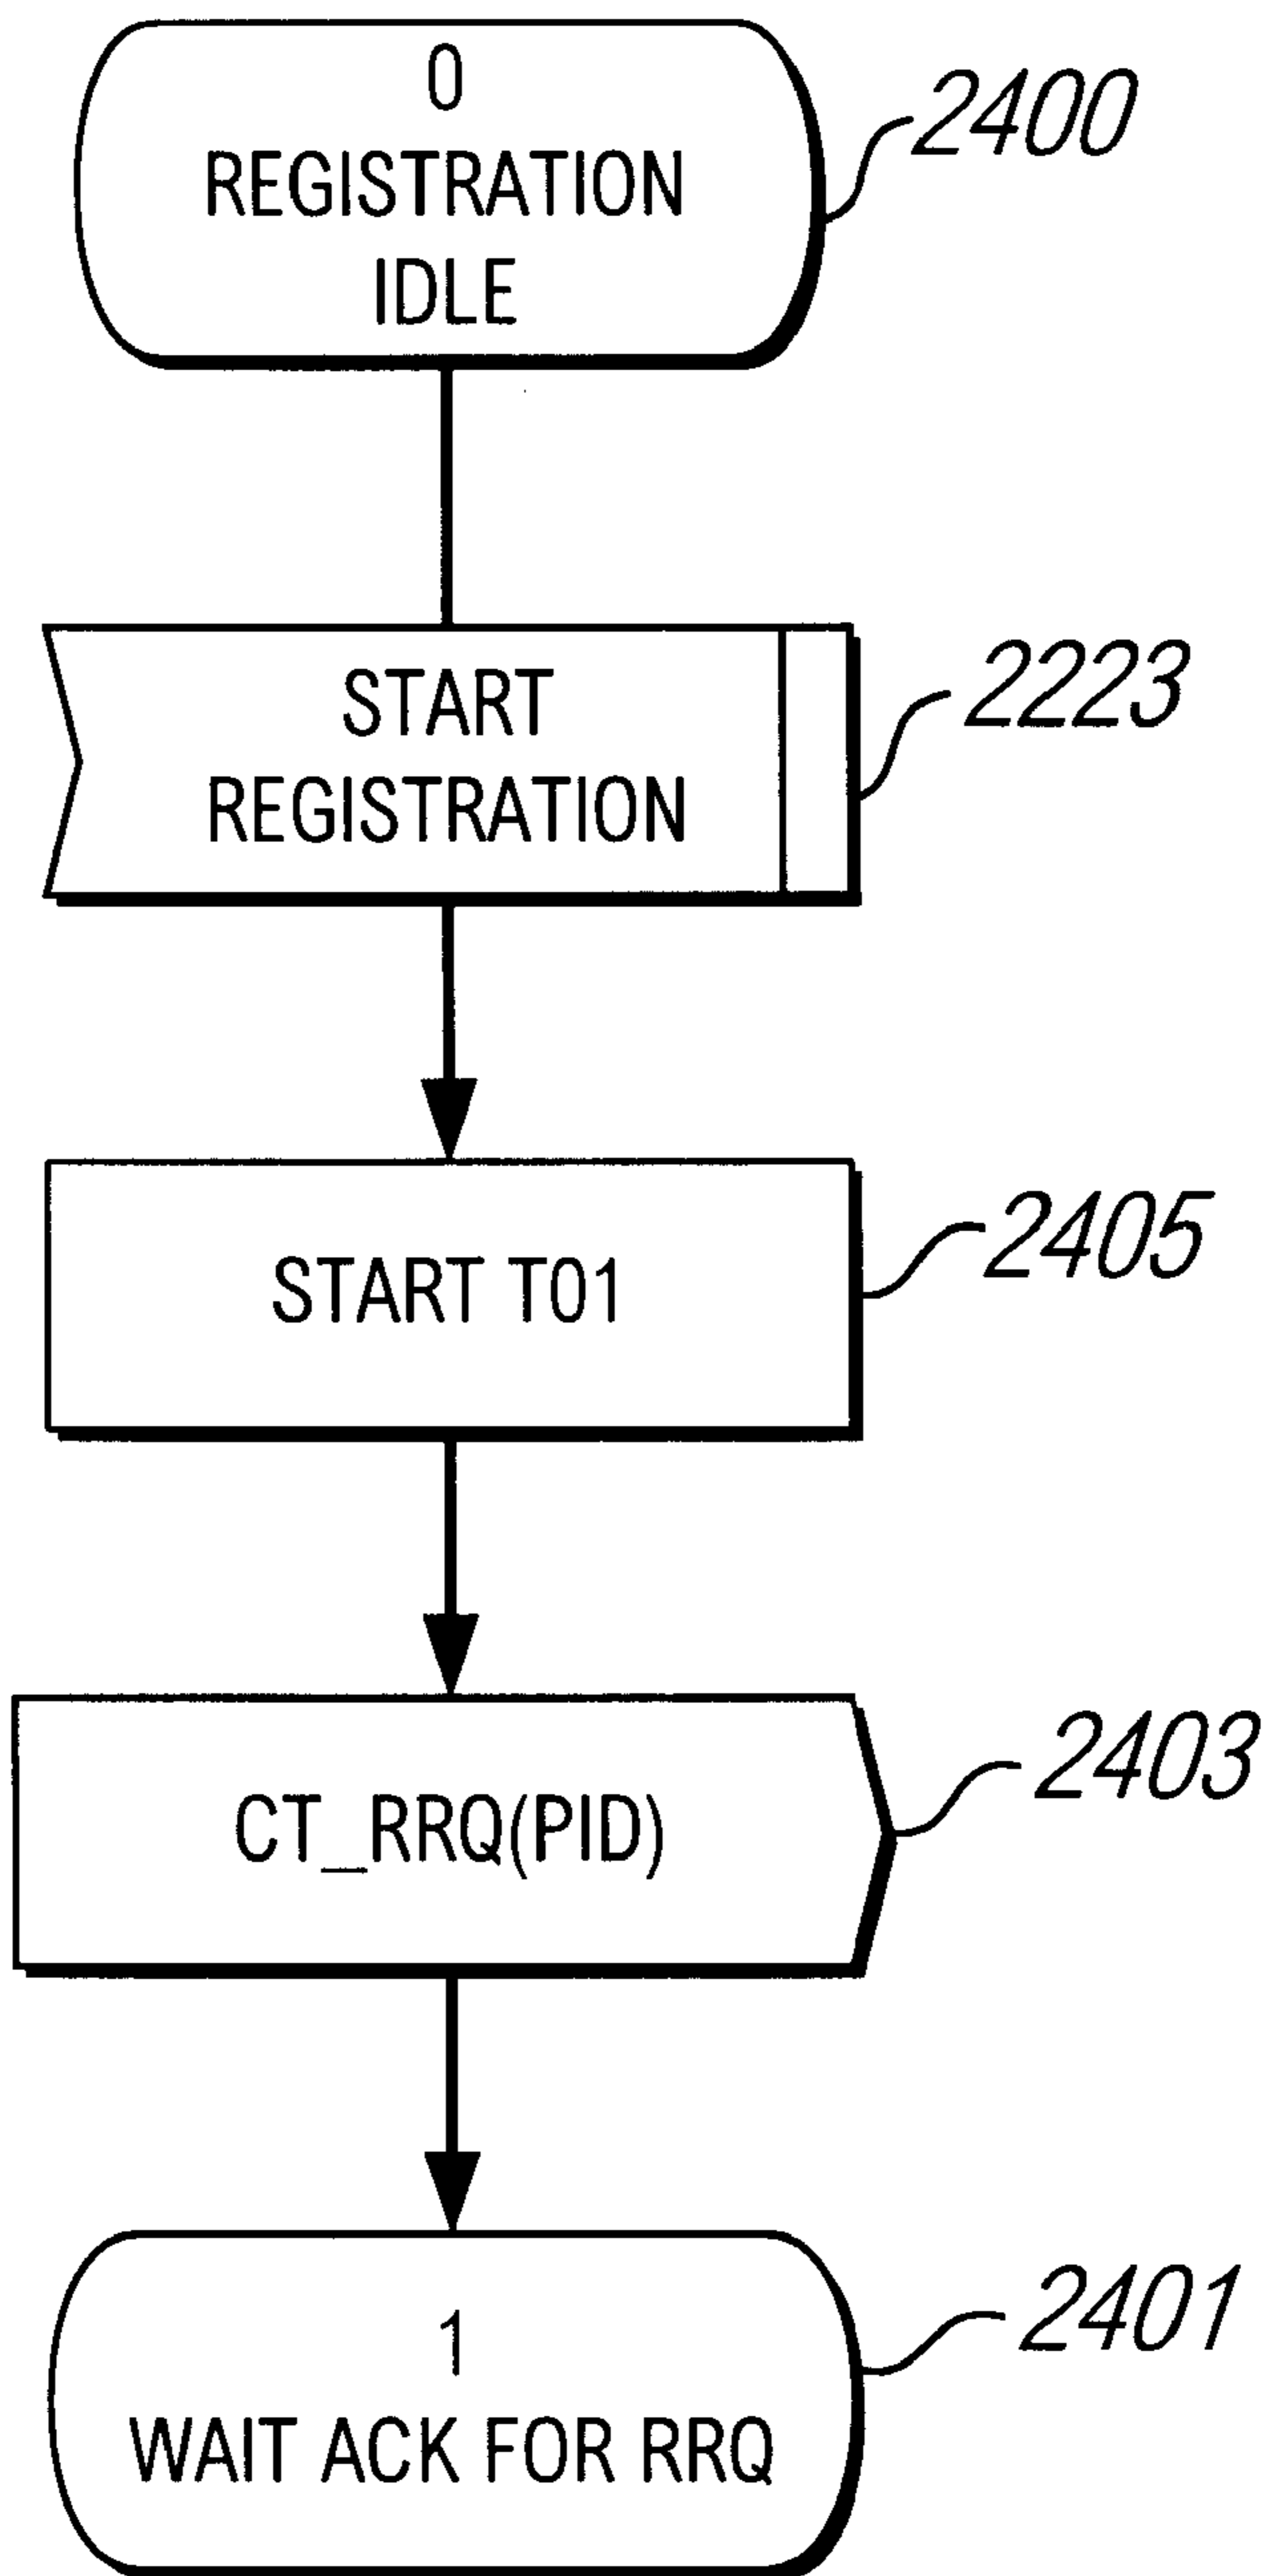 0
REGISTRATION
IDLE
2400
START
REGISTRATION
2223
START T01
2405
CT_RRQ(PID)
2403
1
WAIT ACK FOR RRQ
2401